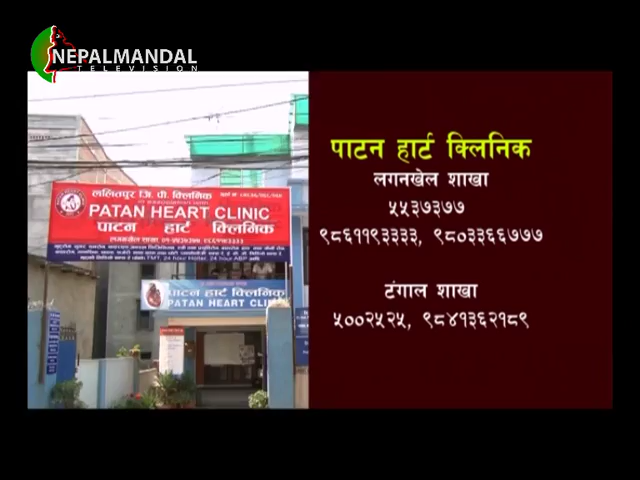 NEPALMANDAL
TELEVISION
ललितपुर जि. पी. क्लिनिक
PATAN HEART CLINIC
पाटन हार्ट क्लिनिक
पाटन हार्ट क्लिनिक
PATAN HEART CLINIC
पाटन हार्ट क्लिनिक
लगनखेल शाखा
५५३७३७७
९८६११९३३३३, ९८०३३६६७७७
टंगाल शाखा
५००२५२५, ९८४१३६२१८९